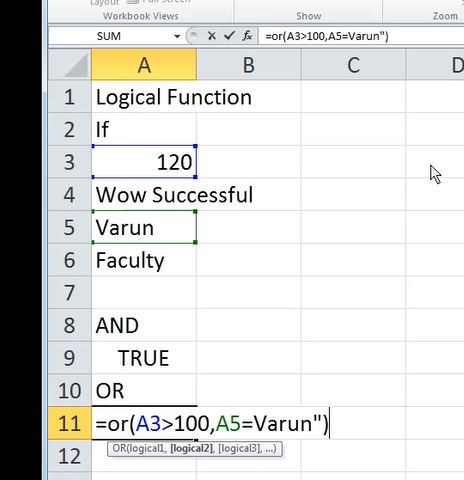 Layout Full Screen
Workbook Views Show Zoom
SUM =or(A3>100,A5=Varun")
A B C D
1 Logical Function
2 If
3 120
4 Wow Successful
5 Varun
6 Faculty
7
8 AND
9 TRUE
10 OR
11 =or(A3>100,A5=Varun")
12 OR(logical1, [logical2], [logical3], ...)